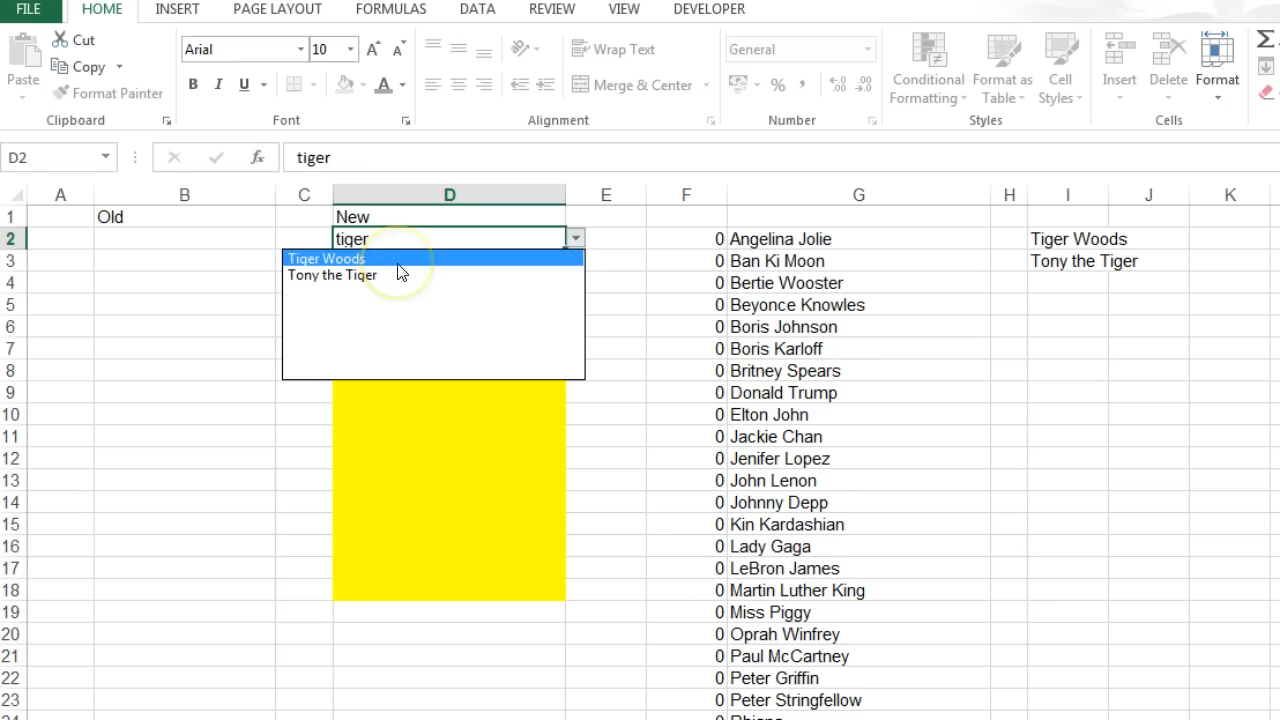 FILE HOME INSERT PAGE LAYOUT FORMULAS DATA REVIEW VIEW DEVELOPER
Cut
Copy
Format Painter
Paste
Clipboard
Arial 10
B I U
Font
Wrap Text
Merge & Center
Alignment
General
Number
Conditional Formatting
Format as Table
Cell Styles
Styles
Insert Delete Format
Cells
D2 fx tiger
A B C D E F G H I J K
1 Old New
2 tiger 0 Angelina Jolie Tiger Woods
Tiger Woods
3 0 Ban Ki Moon Tony the Tiger
Tony the Tiger
4 0 Bertie Wooster
5 0 Beyonce Knowles
6 0 Boris Johnson
7 0 Boris Karloff
8 0 Britney Spears
9 0 Donald Trump
10 0 Elton John
11 0 Jackie Chan
12 0 Jenifer Lopez
13 0 John Lenon
14 0 Johnny Depp
15 0 Kin Kardashian
16 0 Lady Gaga
17 0 LeBron James
18 0 Martin Luther King
19 0 Miss Piggy
20 0 Oprah Winfrey
21 0 Paul McCartney
22 0 Peter Griffin
23 0 Peter Stringfellow